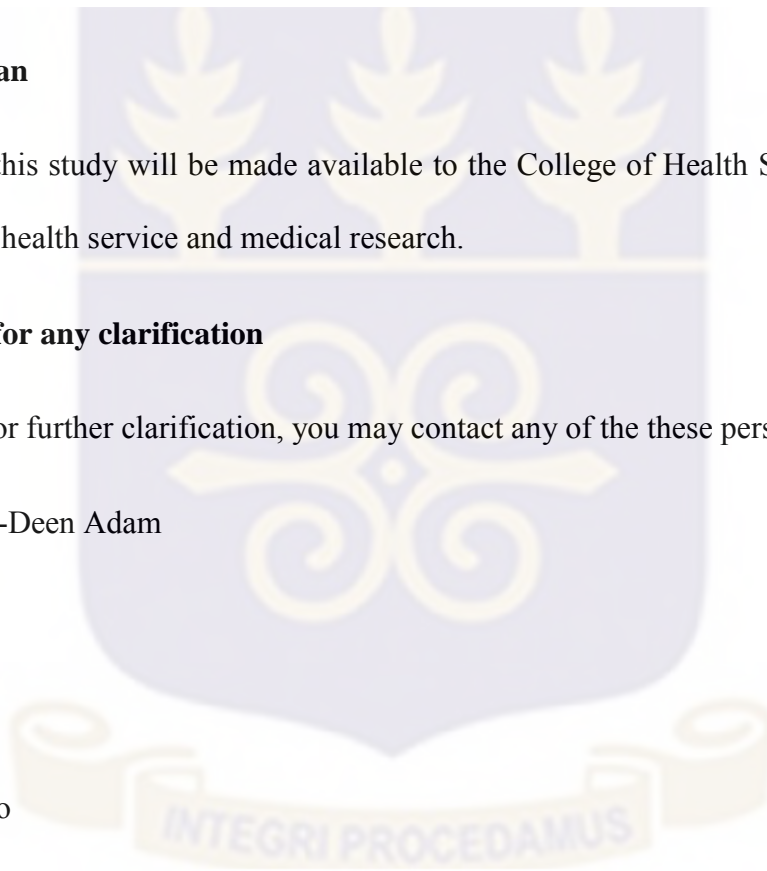 an
this study will be made available to the College of Health S
health service and medical research.
for any clarification
or further clarification, you may contact any of the these pers
-Deen Adam
o
INTEGRI PROCEDAMUS